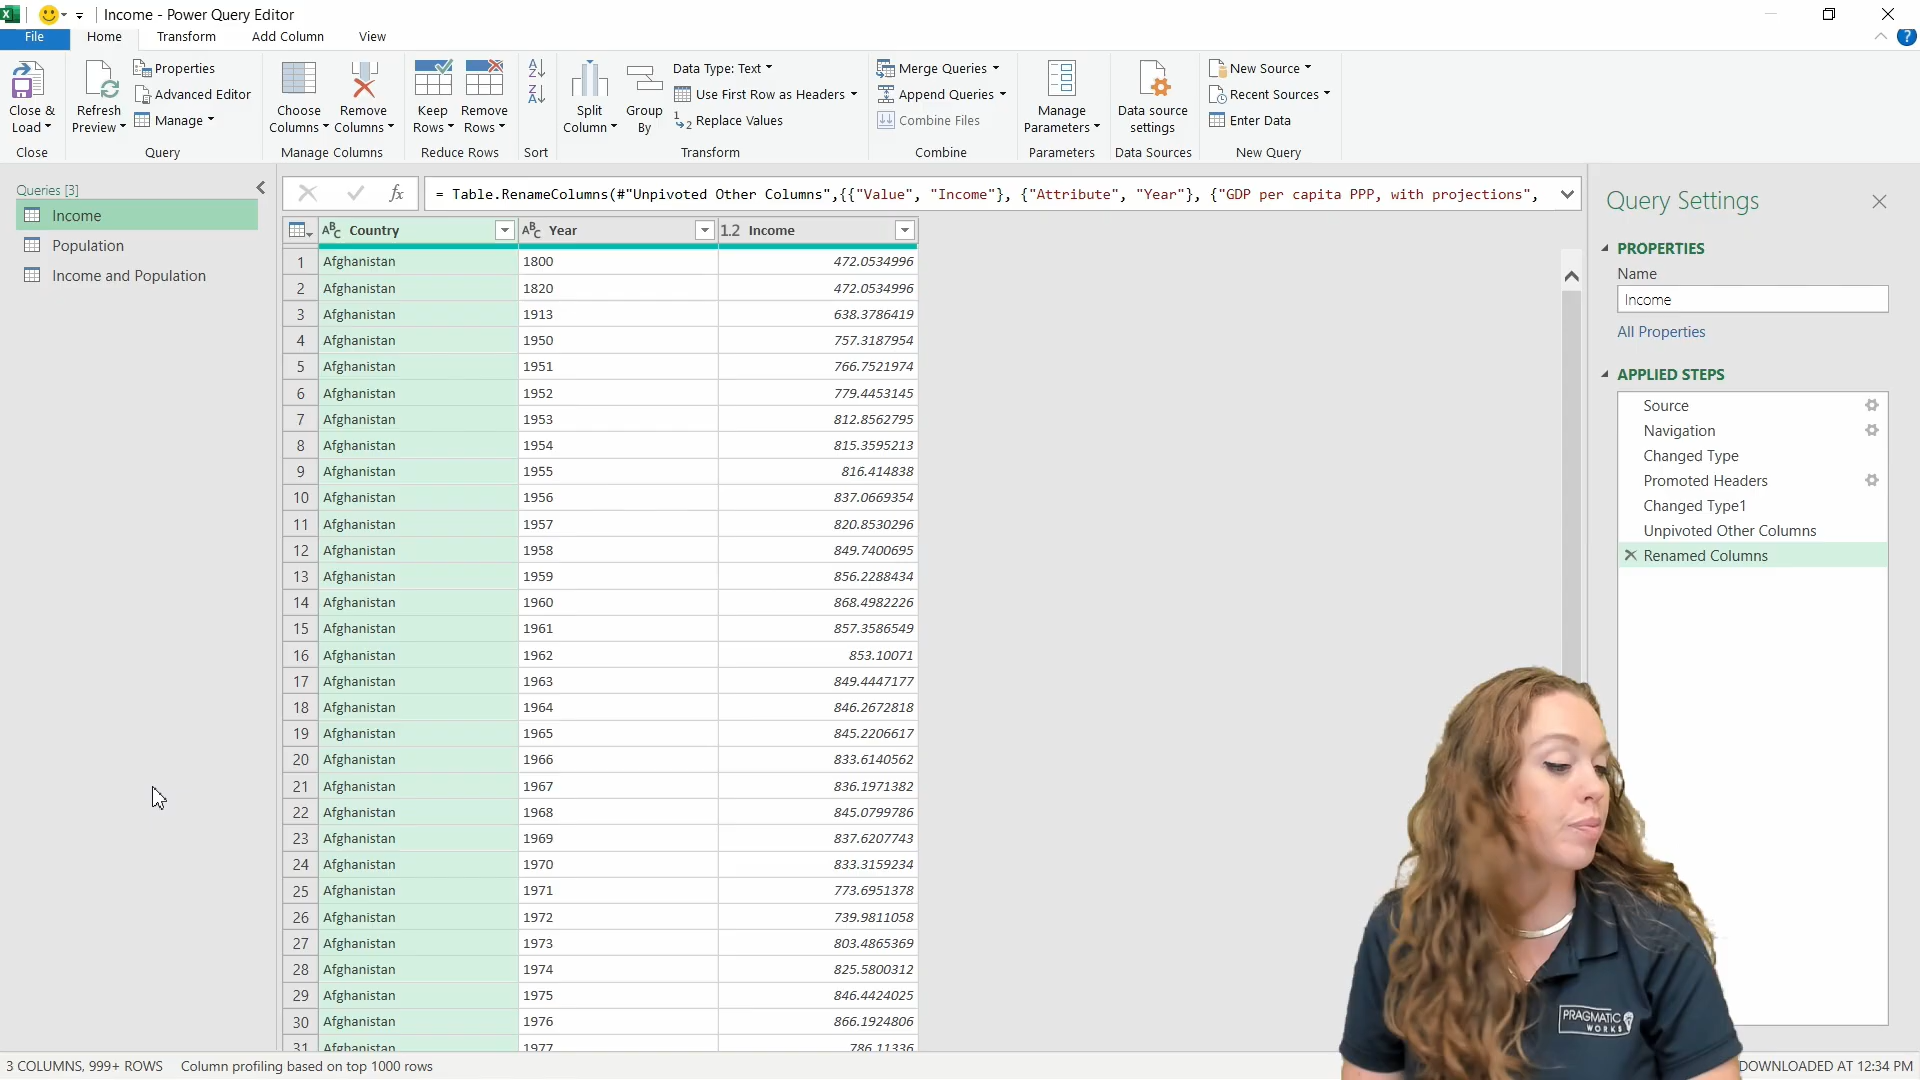 Income - Power Query Editor
File
Home
Transform
Add Column
View
?
Close &
Load
Close
Refresh
Preview
Properties
Advanced Editor
Manage
Query
Choose
Columns
Remove
Columns
Manage Columns
Keep
Rows
Remove
Rows
Reduce Rows
Sort
Split
Column
Group
By
Data Type: Text
Use First Row as Headers
Replace Values
Transform
Merge Queries
Append Queries
Combine Files
Combine
Manage
Parameters
Parameters
Data source
settings
Data Sources
New Source
Recent Sources
Enter Data
New Query
Queries [3]
Income
Population
Income and Population
fx
= Table.RenameColumns(#"Unpivoted Other Columns",{{"Value", "Income"}, {"Attribute", "Year"}, {"GDP per capita PPP, with projections",
ABC Country ABC Year 1.2 Income
1 Afghanistan 1800 472.0534996
2 Afghanistan 1820 472.0534996
3 Afghanistan 1913 638.3786419
4 Afghanistan 1950 757.3187954
5 Afghanistan 1951 766.7521974
6 Afghanistan 1952 779.4453145
7 Afghanistan 1953 812.8562795
8 Afghanistan 1954 815.3595213
9 Afghanistan 1955 816.414838
10 Afghanistan 1956 837.0669354
11 Afghanistan 1957 820.8530296
12 Afghanistan 1958 849.7400695
13 Afghanistan 1959 856.2288434
14 Afghanistan 1960 868.4982226
15 Afghanistan 1961 857.3586549
16 Afghanistan 1962 853.10071
17 Afghanistan 1963 849.4447177
18 Afghanistan 1964 846.2672818
19 Afghanistan 1965 845.2206617
20 Afghanistan 1966 833.6140562
21 Afghanistan 1967 836.1971382
22 Afghanistan 1968 845.0799786
23 Afghanistan 1969 837.6207743
24 Afghanistan 1970 833.3159234
25 Afghanistan 1971 773.6951378
26 Afghanistan 1972 739.9811058
27 Afghanistan 1973 803.4865369
28 Afghanistan 1974 825.5800312
29 Afghanistan 1975 846.4424025
30 Afghanistan 1976 866.1924806
31 Afghanistan 1977 786.11336
Query Settings
PROPERTIES
Name
Income
All Properties
APPLIED STEPS
Source
Navigation
Changed Type
Promoted Headers
Changed Type1
Unpivoted Other Columns
Renamed Columns
PRAGMATIC
WORKS
3 COLUMNS, 999+ ROWS
Column profiling based on top 1000 rows
DOWNLOADED AT 12:34 PM